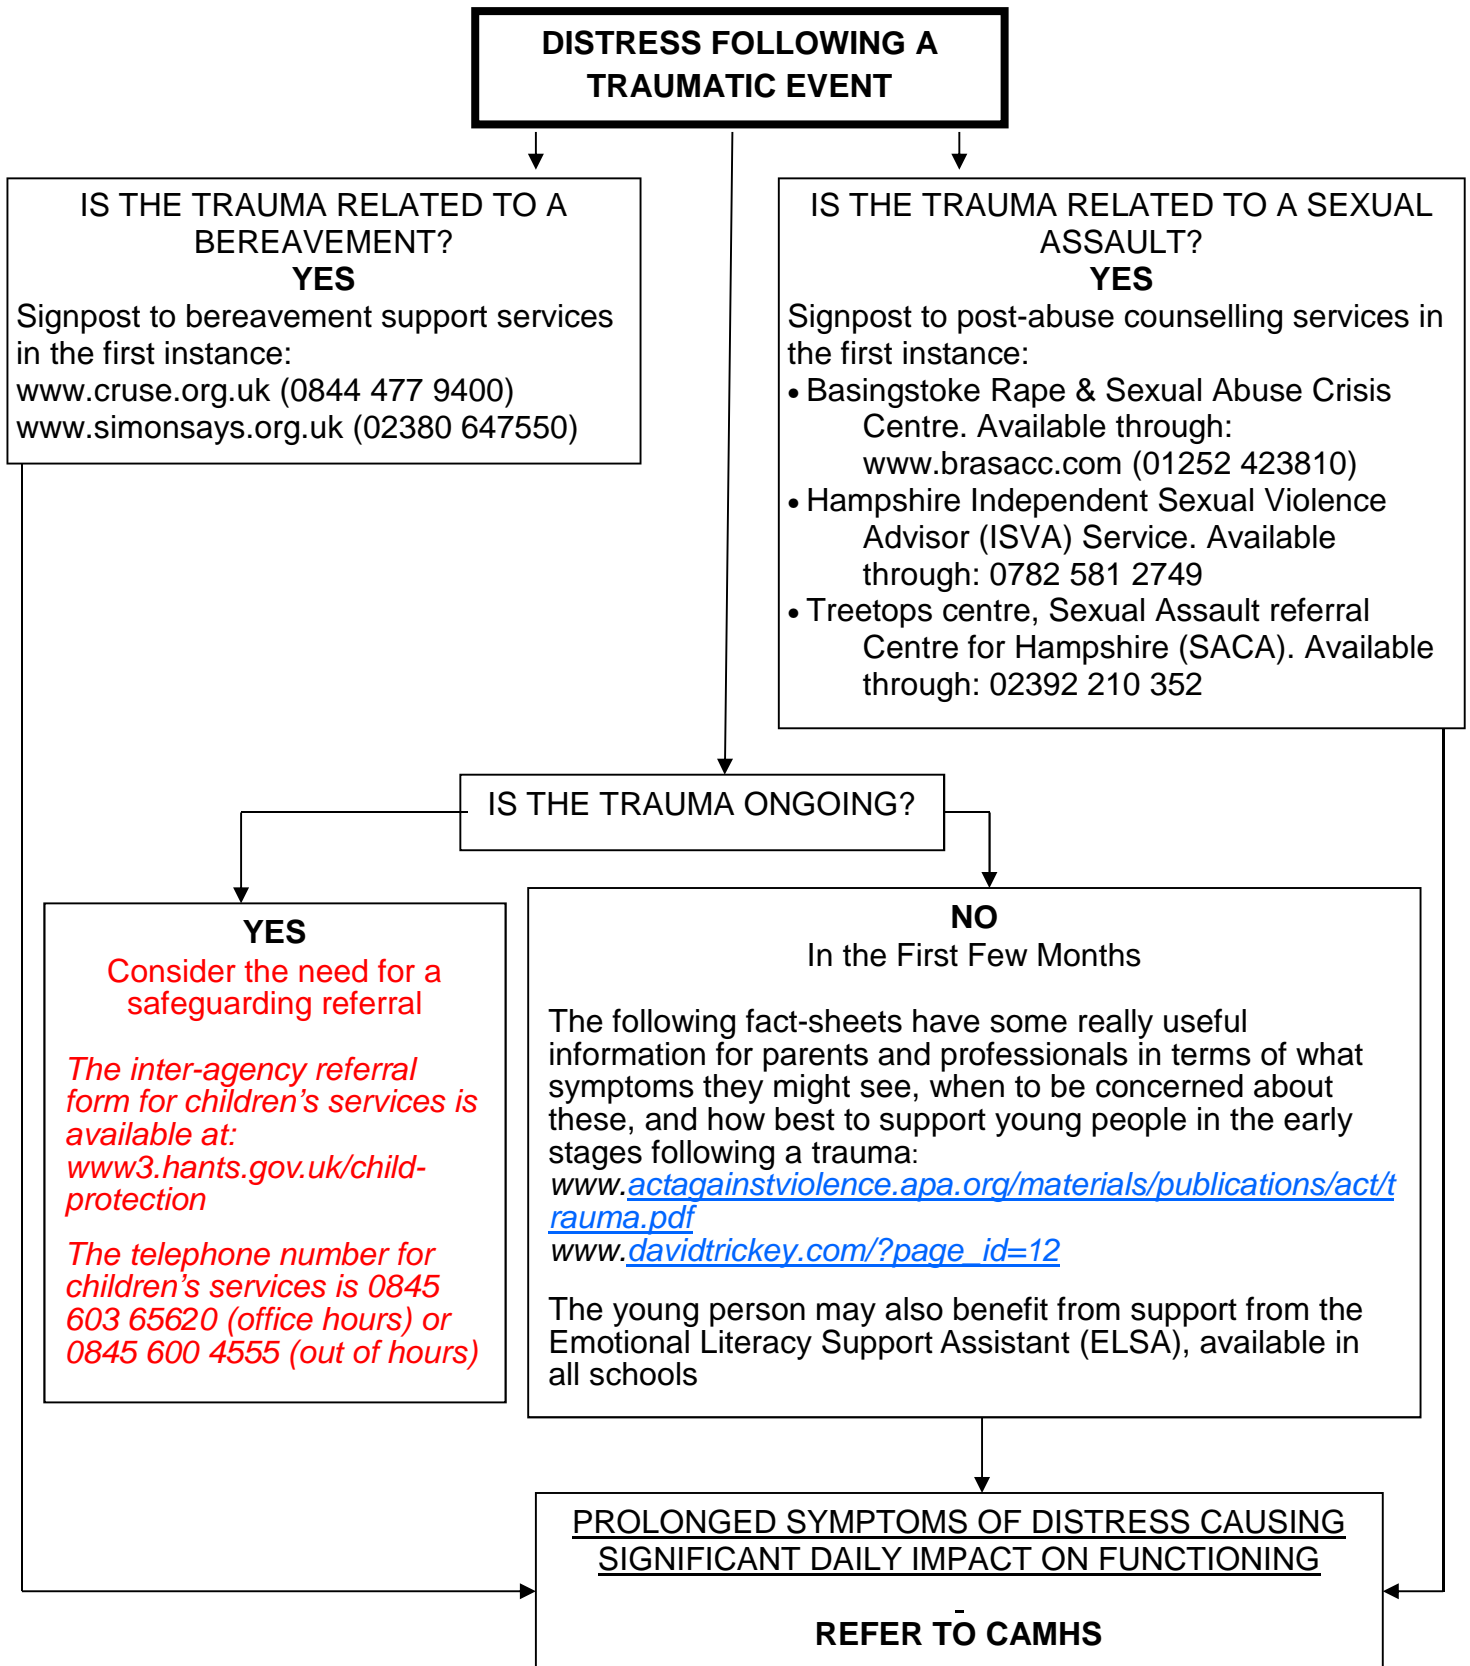 DISTRESS FOLLOWING A
TRAUMATIC EVENT
IS THE TRAUMA RELATED TO A
BEREAVEMENT?
YES
Signpost to bereavement support services
in the first instance:
www.cruse.org.uk (0844 477 9400)
www.simonsays.org.uk (02380 647550)
IS THE TRAUMA RELATED TO A SEXUAL
ASSAULT?
YES
Signpost to post-abuse counselling services in
the first instance:
• Basingstoke Rape & Sexual Abuse Crisis
Centre. Available through:
www.brasacc.com (01252 423810)
• Hampshire Independent Sexual Violence
Advisor (ISVA) Service. Available
through: 0782 581 2749
• Treetops centre, Sexual Assault referral
Centre for Hampshire (SACA). Available
through: 02392 210 352
IS THE TRAUMA ONGOING?
YES
Consider the need for a
safeguarding referral
The inter-agency referral
form for children’s services is
available at:
www3.hants.gov.uk/child-
protection
The telephone number for
children’s services is 0845
603 65620 (office hours) or
0845 600 4555 (out of hours)
NO
In the First Few Months
The following fact-sheets have some really useful
information for parents and professionals in terms of what
symptoms they might see, when to be concerned about
these, and how best to support young people in the early
stages following a trauma:
www.actagainstviolence.apa.org/materials/publications/act/t
rauma.pdf
www.davidtrickey.com/?page_id=12
The young person may also benefit from support from the
Emotional Literacy Support Assistant (ELSA), available in
all schools
PROLONGED SYMPTOMS OF DISTRESS CAUSING
SIGNIFICANT DAILY IMPACT ON FUNCTIONING
REFER TO CAMHS